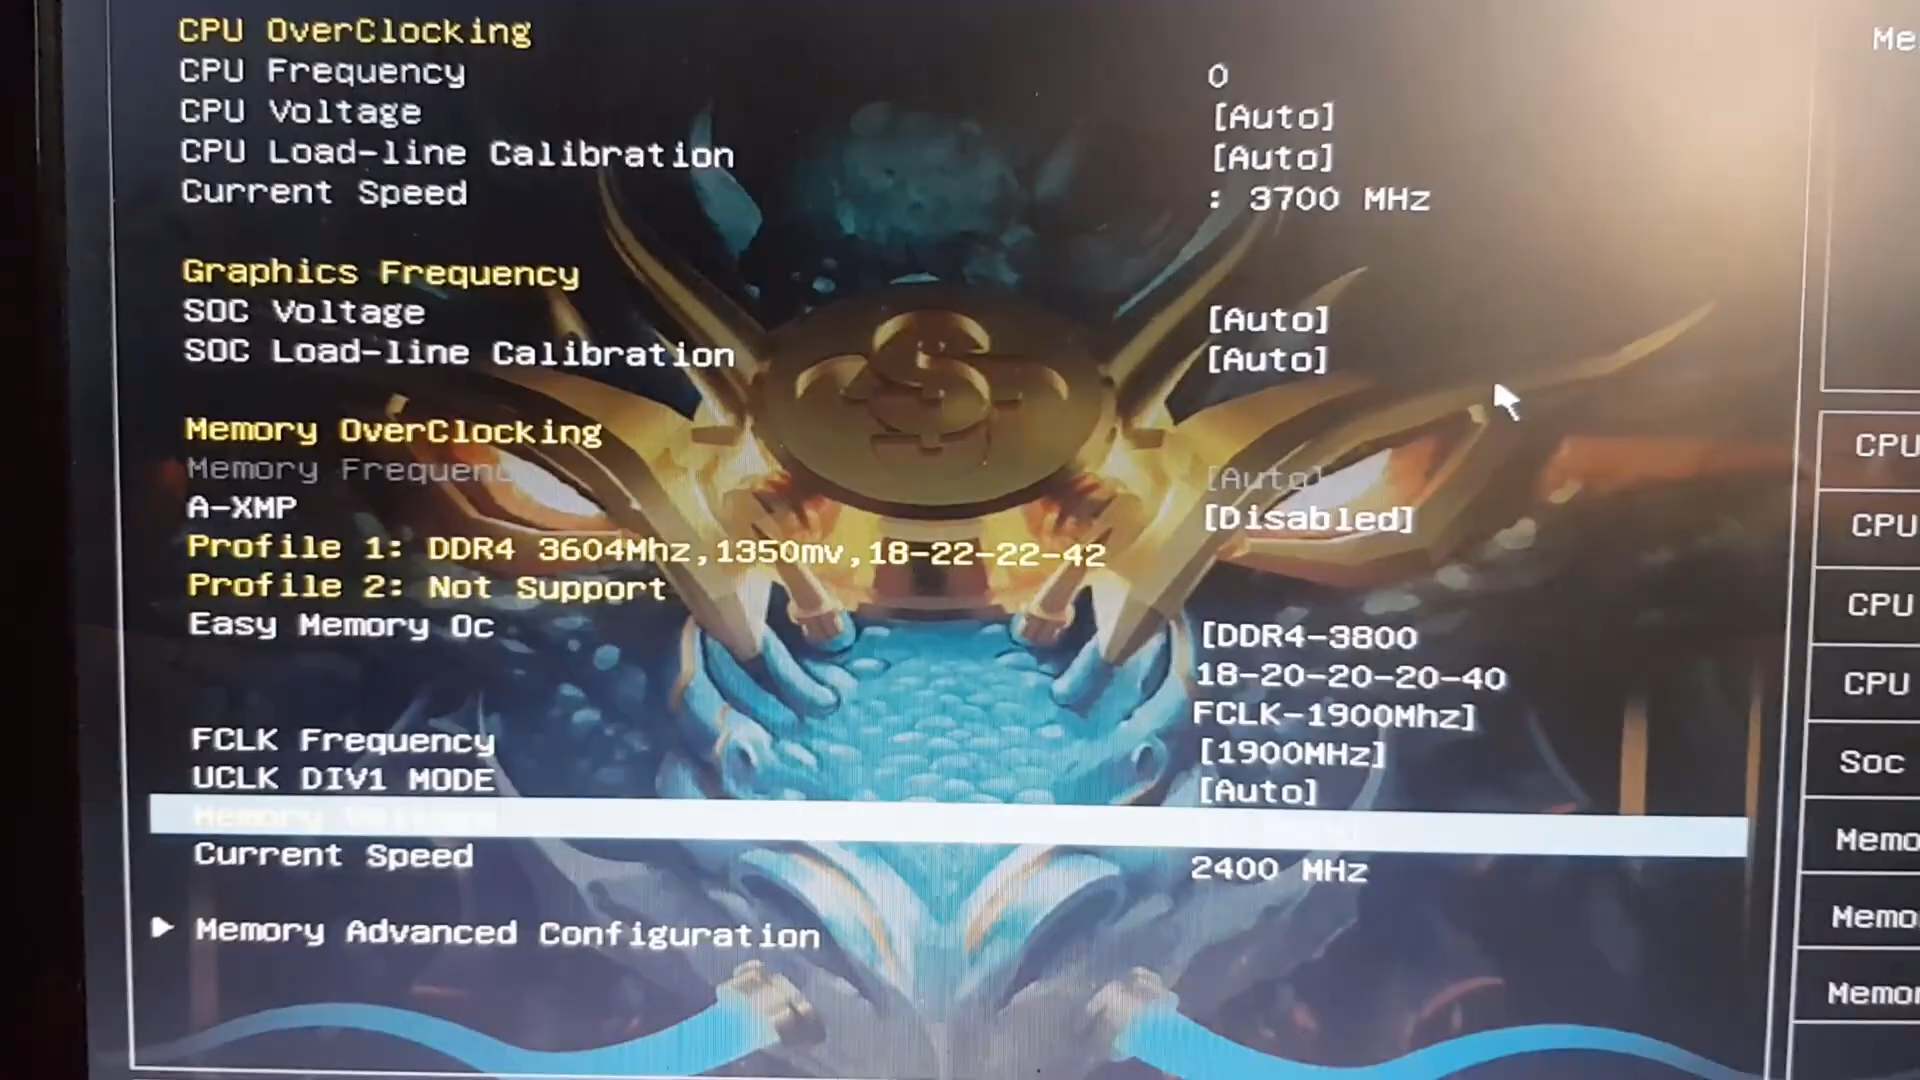 CPU OverClocking
CPU Frequency 0
CPU Voltage [Auto]
CPU Load-line Calibration [Auto]
Current Speed : 3700 MHz
Graphics Frequency
SOC Voltage [Auto]
SOC Load-line Calibration [Auto]
Memory OverClocking
Memory [Auto]
A-XMP [Disabled]
Profile 1: DDR4 3604Mhz,1350mv,18-22-22-42
Profile 2: Not Support
Easy Memory Oc [DDR4-3800
18-20-20-20-40
FCLK-1900Mhz]
FCLK Frequency [1900MHz]
UCLK DIV1 MODE [Auto]
Memory Voltage
Current Speed 2400 MHz
Memory Advanced Configuration
CPU
CPU
CPU
CPU
Soc